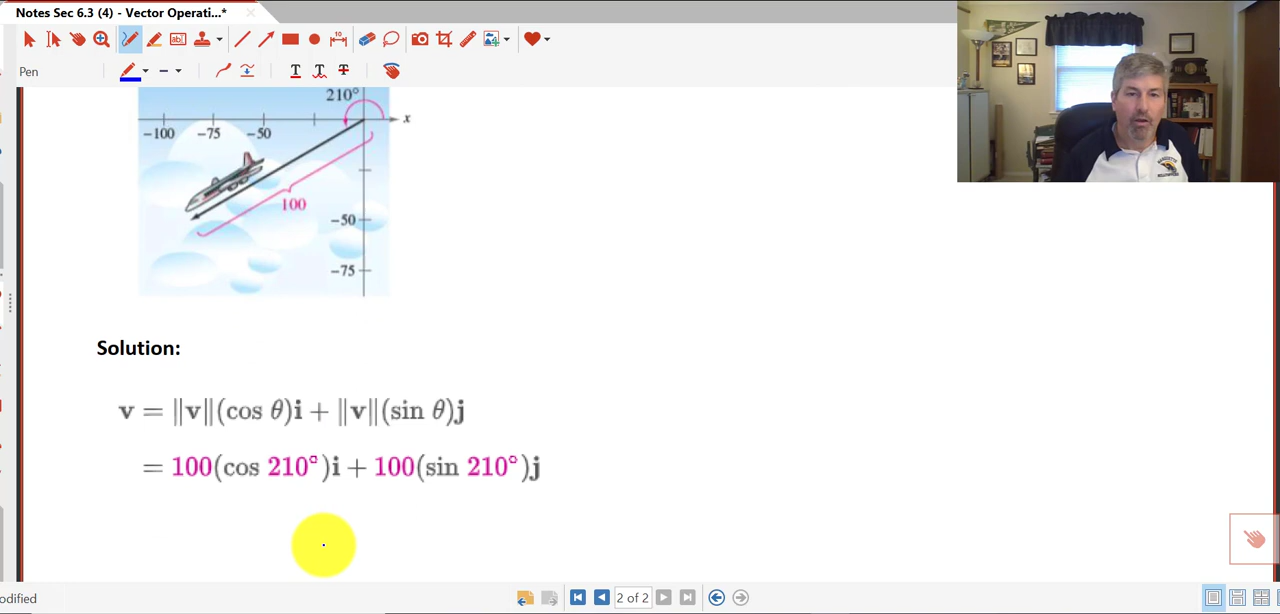 Notes Sec 6.3 (4) - Vector Operati...*
10
Pen
T T T
210°
x
−100 −75 −50
100
−50
−75
Solution:
v = ||v||(cos θ)i + ||v||(sin θ)j
= 100(cos 210°)i + 100(sin 210°)j
odified
2 of 2